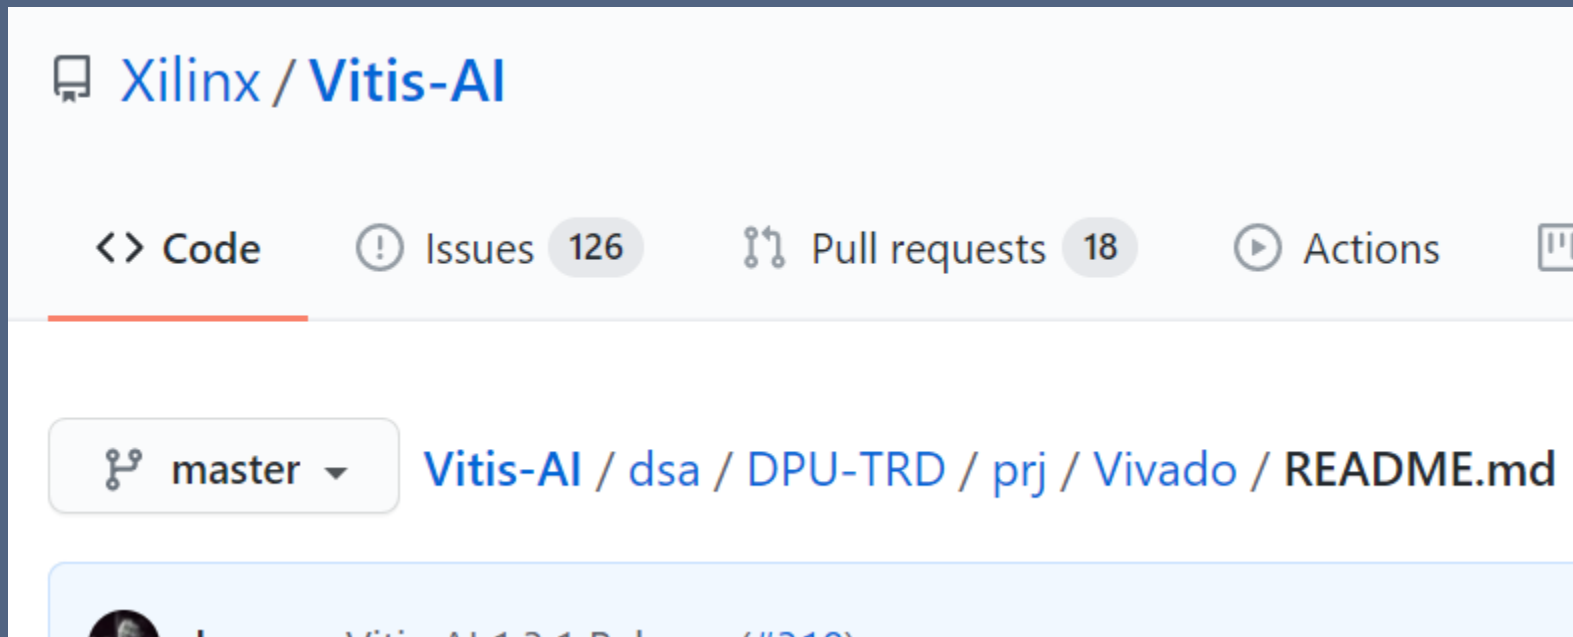 Xilinx / Vitis-AI
Code Issues 126 Pull requests 18 Actions
master Vitis-AI / dsa / DPU-TRD / prj / Vivado / README.md